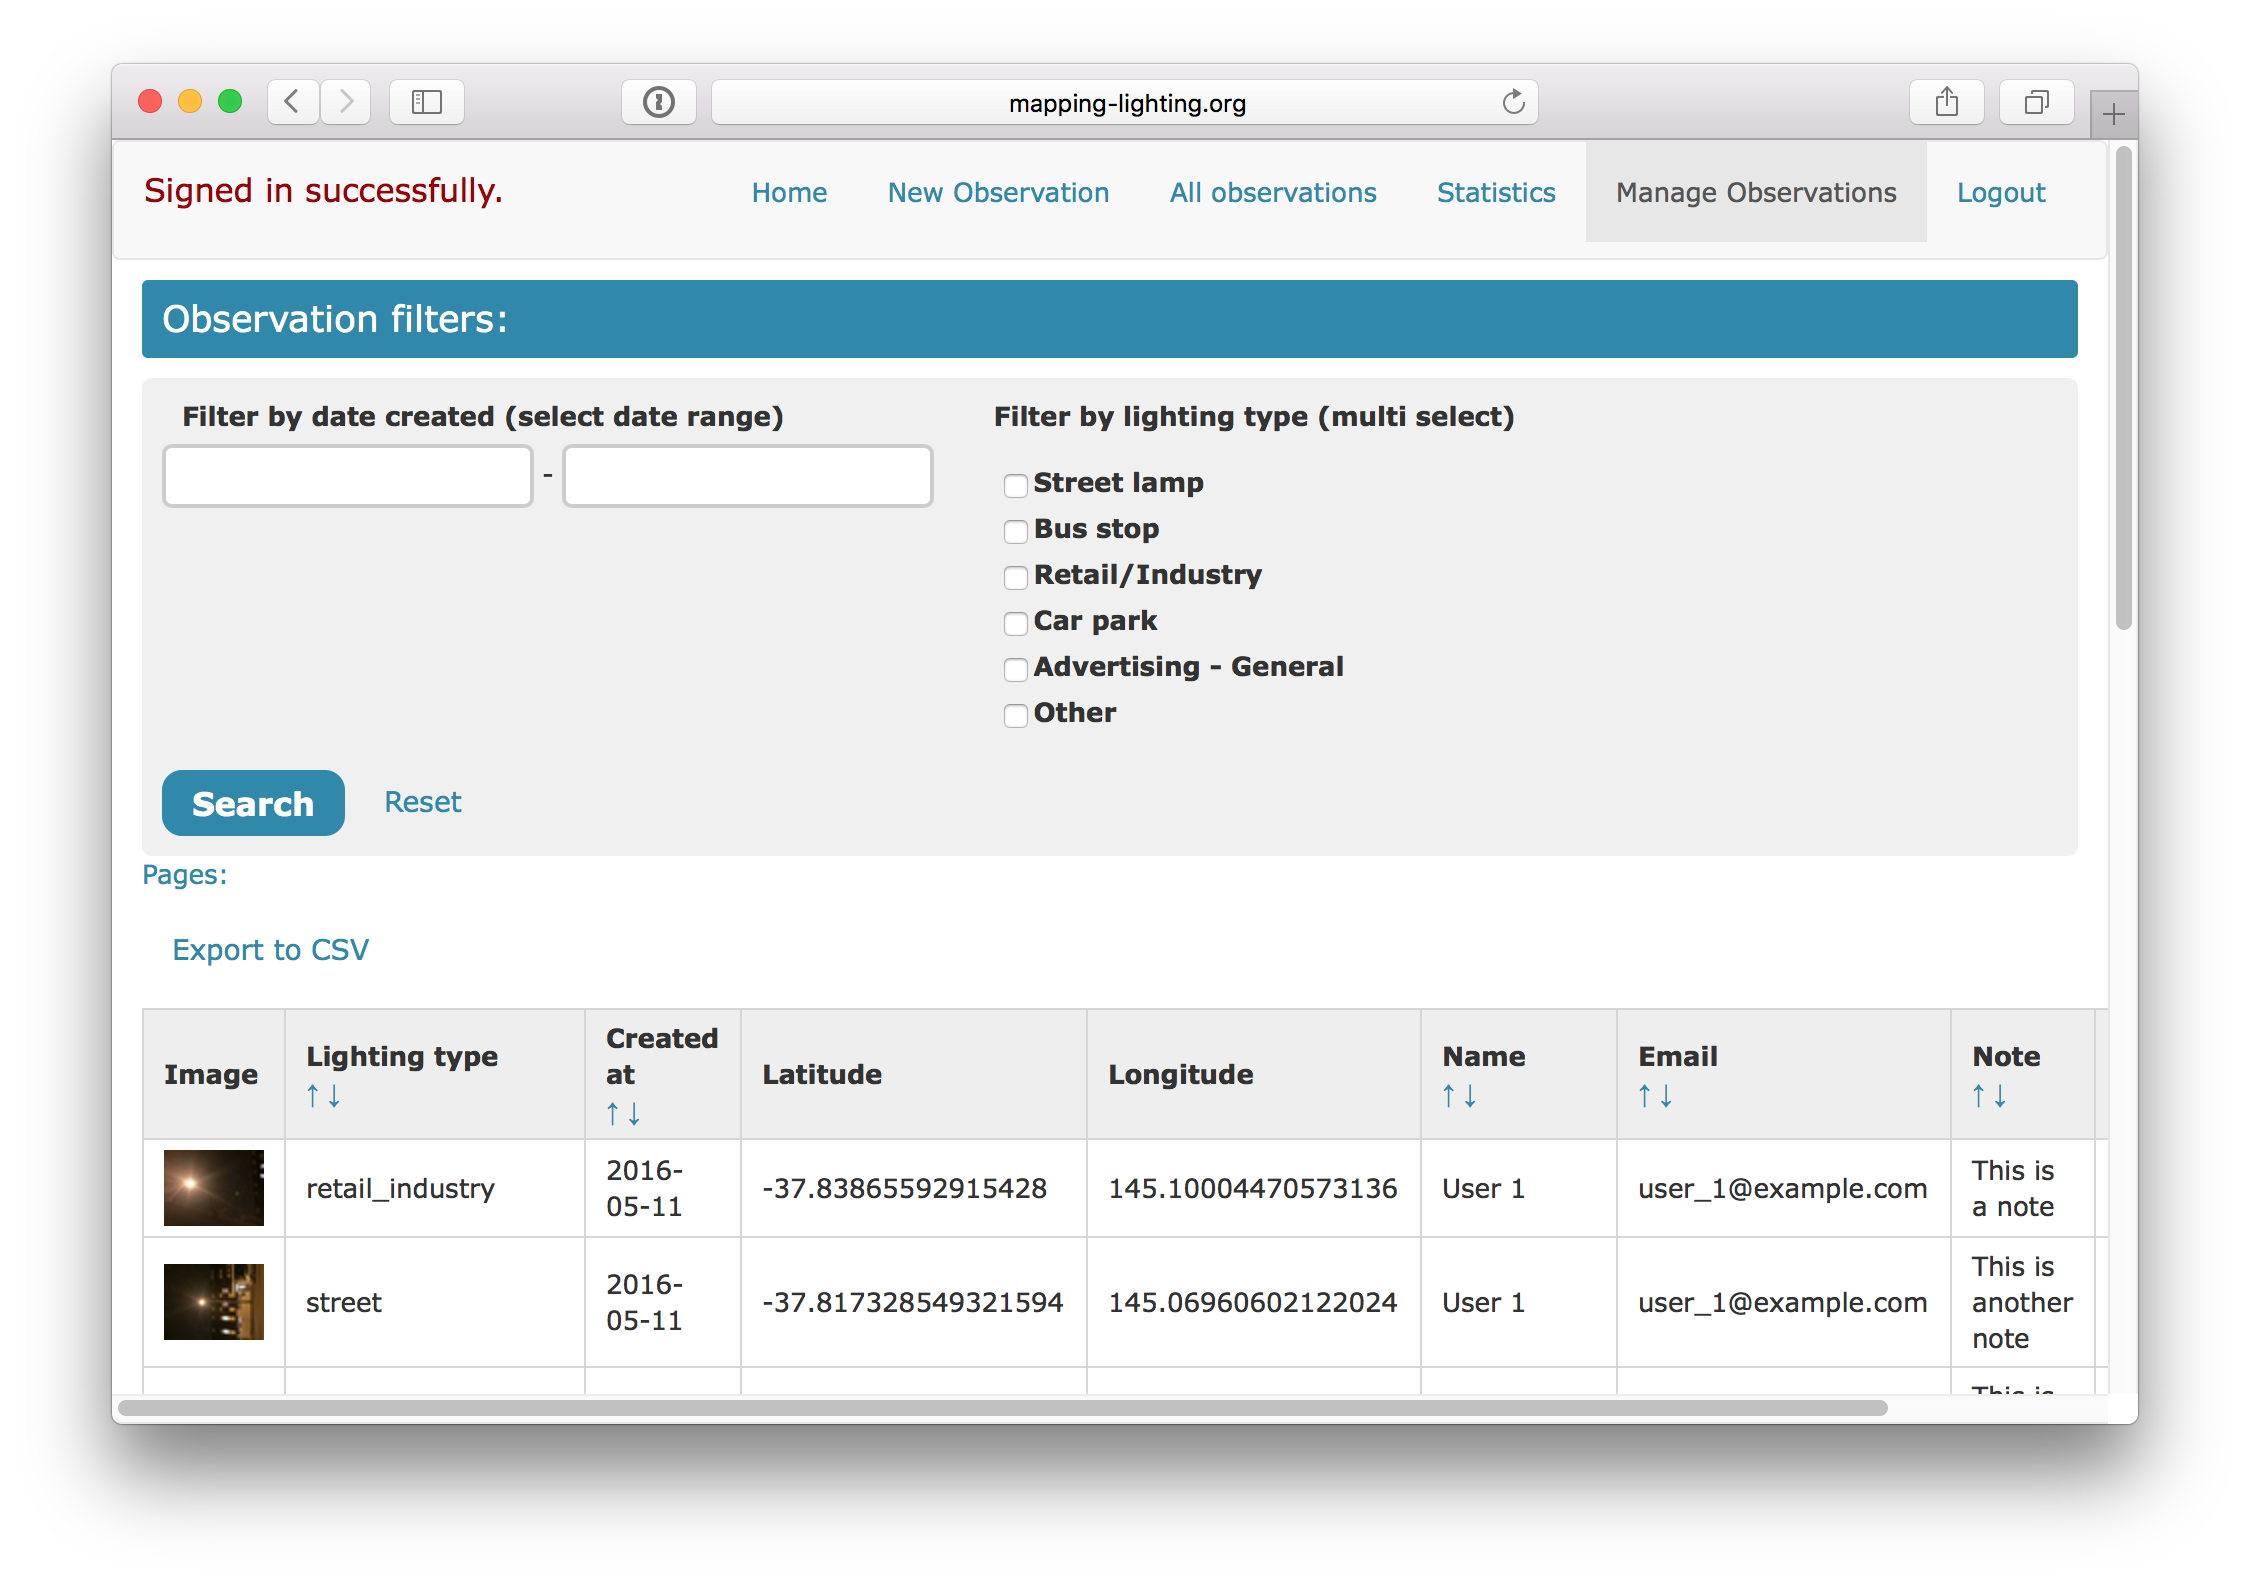 mapping-lighting.org
Signed in successfully.
Home New Observation All observations Statistics Manage Observations Logout
Observation filters:
Filter by date created (select date range)
-
Filter by lighting type (multi select)
Street lamp
Bus stop
Retail/Industry
Car park
Advertising - General
Other
Search Reset
Pages:
Export to CSV
Image
Lighting type
↑↓
Created
at
↑↓
Latitude
Longitude
Name
↑↓
Email
↑↓
Note
↑↓
retail_industry
2016-
05-11
-37.83865592915428
145.10004470573136
User 1
user_1@example.com
This is
a note
street
2016-
05-11
-37.817328549321594
145.06960602122024
User 1
user_1@example.com
This is
another
note
This is